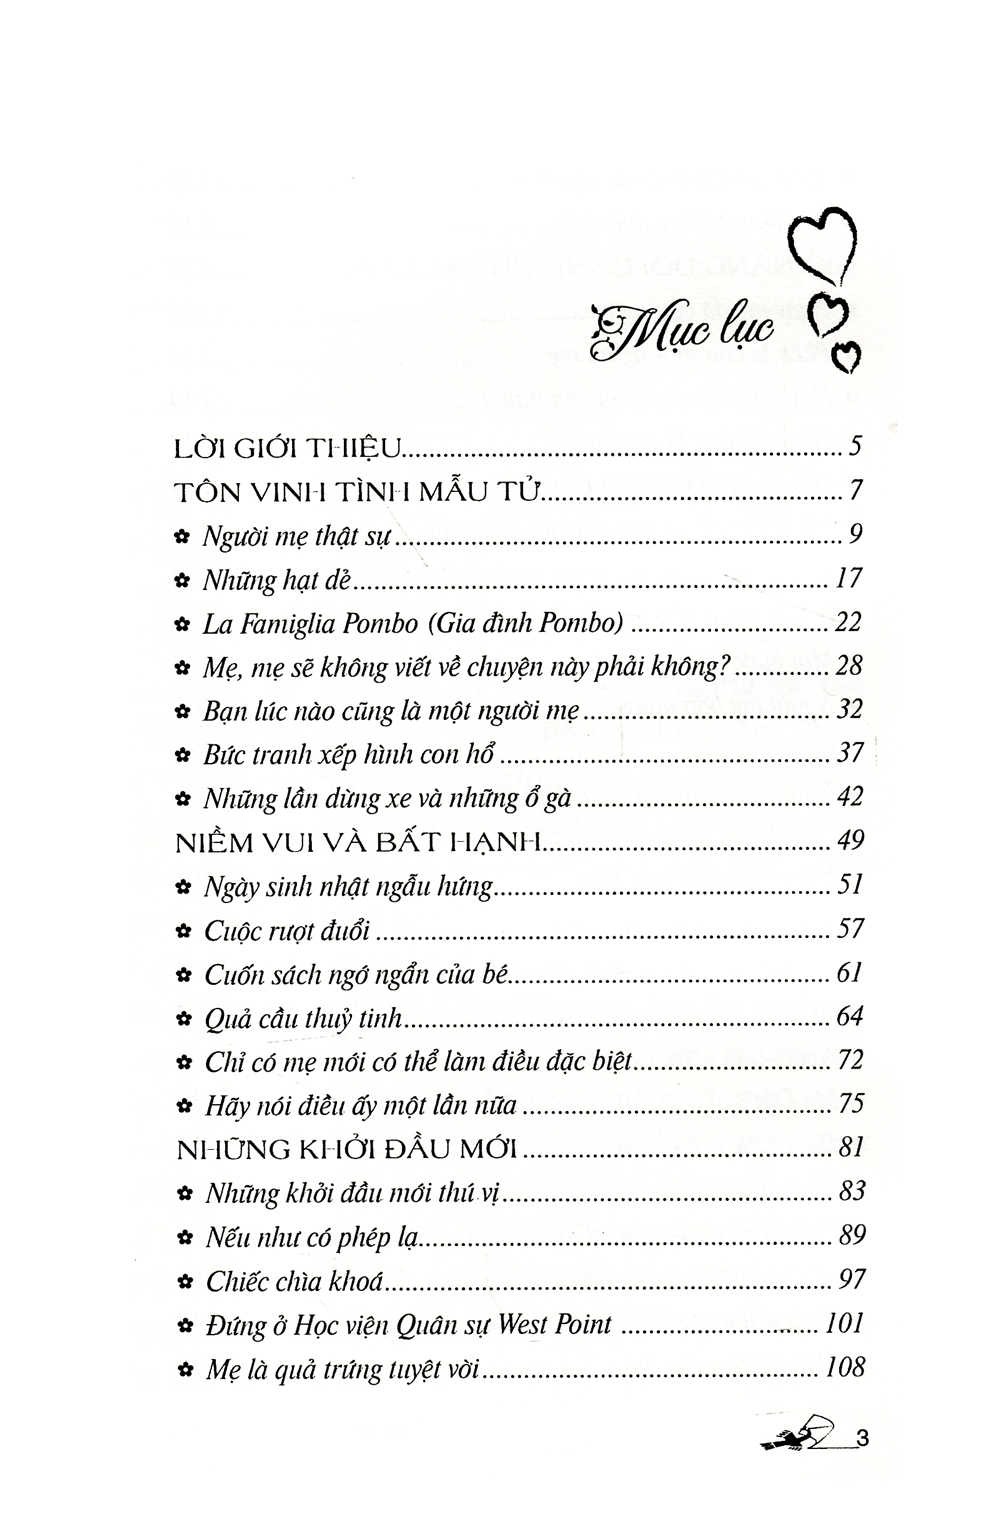 Mục lục
LỜI GIỚI THIỆU........ 5
TÔN VINH TÌNH MẪU TỬ........ 7
✿ Người mẹ thật sự........ 9
✿ Những hạt dẻ........ 17
✿ La Famiglia Pombo (Gia đình Pombo)........ 22
✿ Mẹ, mẹ sẽ không viết về chuyện này phải không?........ 28
✿ Bạn lúc nào cũng là một người mẹ........ 32
✿ Bức tranh xếp hình con hổ........ 37
✿ Những lần dừng xe và những ổ gà........ 42
NIỀM VUI VÀ BẤT HẠNH........ 49
✿ Ngày sinh nhật ngẫu hứng........ 51
✿ Cuộc rượt đuổi........ 57
✿ Cuốn sách ngớ ngẩn của bé........ 61
✿ Quả cầu thuỷ tinh........ 64
✿ Chỉ có mẹ mới có thể làm điều đặc biệt........ 72
✿ Hãy nói điều ấy một lần nữa........ 75
NHỮNG KHỞI ĐẦU MỚI........ 81
✿ Những khởi đầu mới thú vị........ 83
✿ Nếu như có phép lạ........ 89
✿ Chiếc chìa khoá........ 97
✿ Đứng ở Học viện Quân sự West Point........ 101
✿ Mẹ là quả trứng tuyệt vời........ 108
3